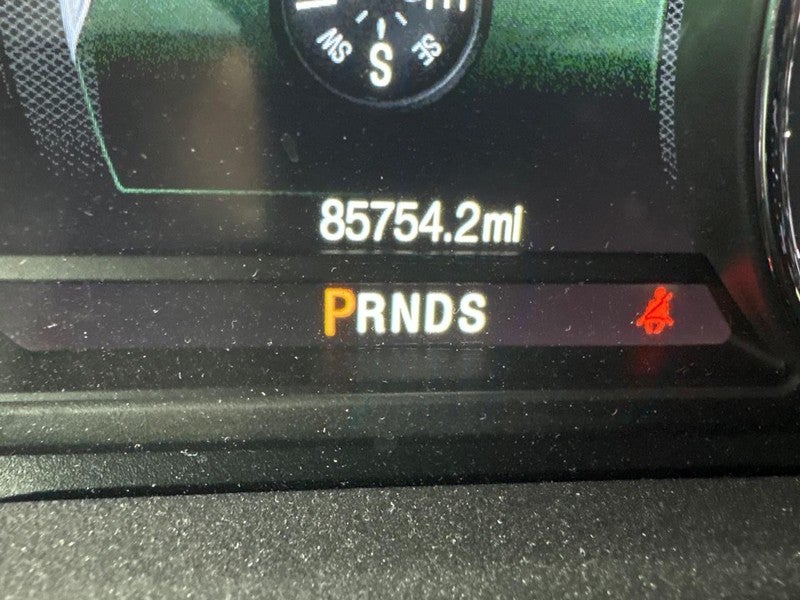 SW S SE
85754.2mi
PRNDS